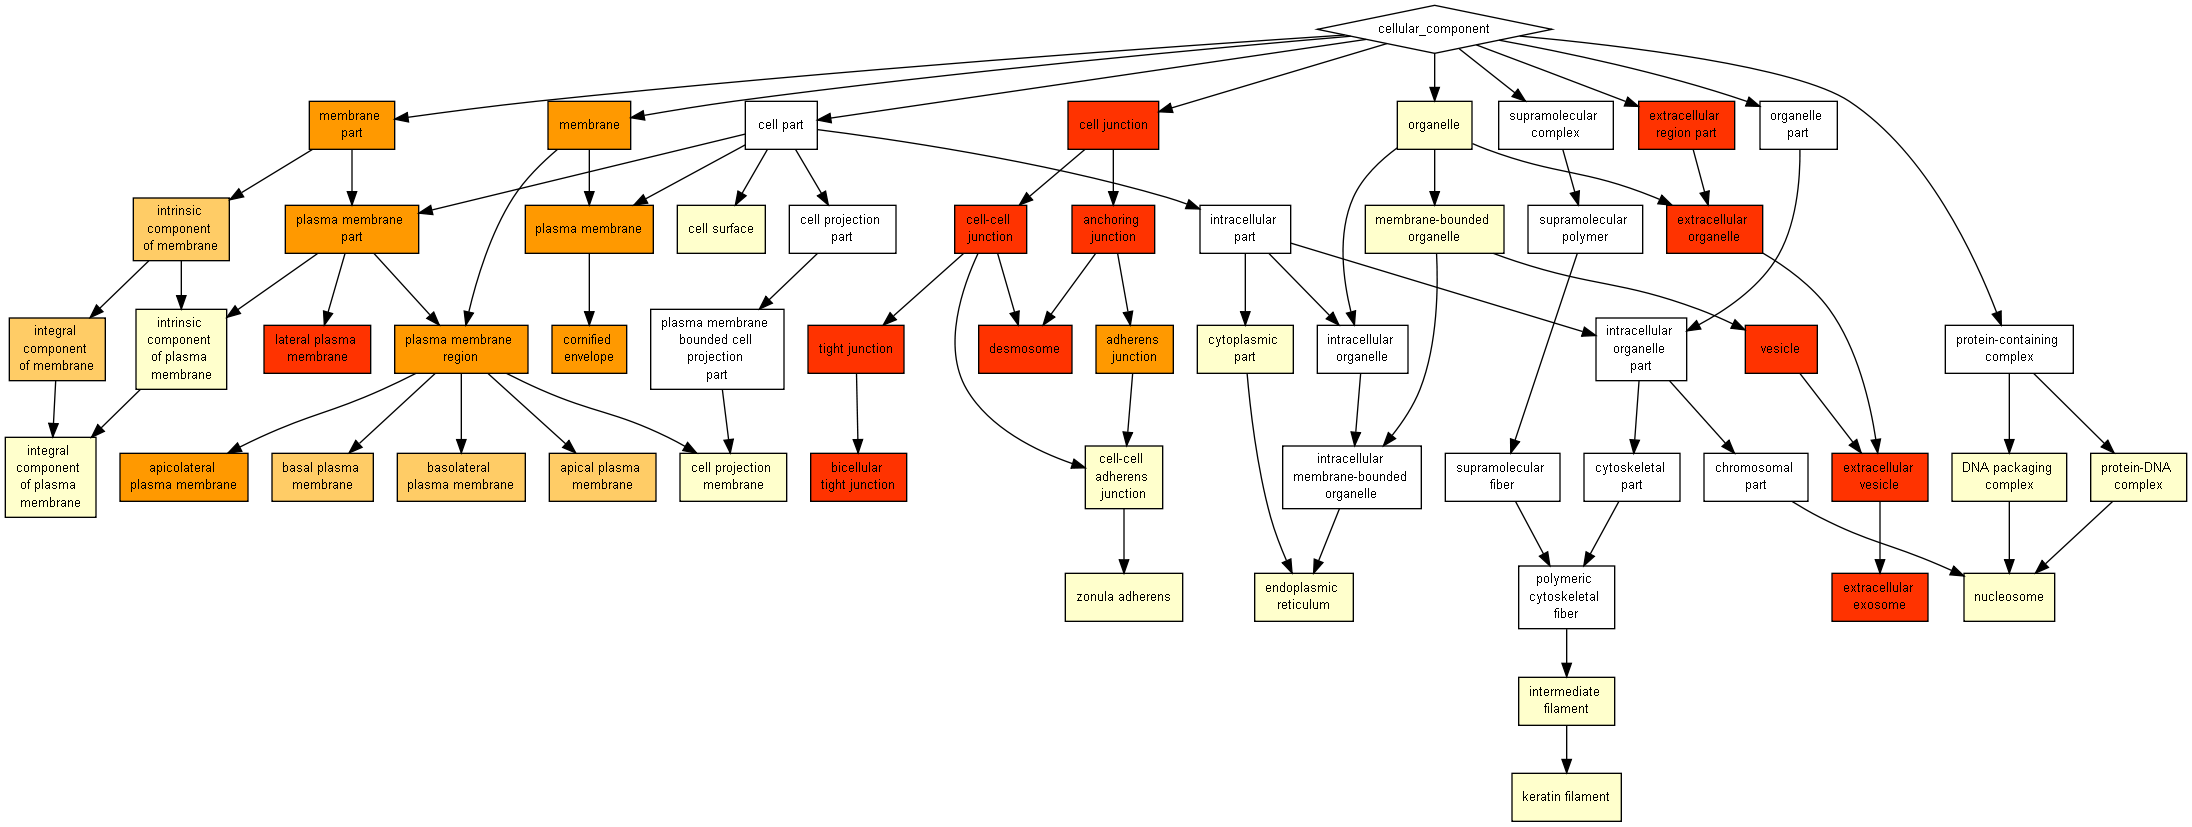 cellular_component
membrane
part
membrane
cell part
cell junction
organelle
supramolecular
complex
extracellular
region part
organelle
part
intrinsic
component
of membrane
plasma membrane
part
plasma membrane
cell surface
cell projection
part
cell-cell
junction
anchoring
junction
intracellular
part
membrane-bounded
organelle
supramolecular
polymer
extracellular
organelle
integral
component
of membrane
intrinsic
component
of plasma
membrane
lateral plasma
membrane
plasma membrane
region
cornified
envelope
plasma membrane
bounded cell
projection
part
tight junction
desmosome
adherens
junction
cytoplasmic
part
intracellular
organelle
intracellular
organelle
part
vesicle
protein-containing
complex
integral
component
of plasma
membrane
apicolateral
plasma membrane
basal plasma
membrane
basolateral
plasma membrane
apical plasma
membrane
cell projection
membrane
bicellular
tight junction
cell-cell
adherens
junction
intracellular
membrane-bounded
organelle
supramolecular
fiber
cytoskeletal
part
chromosomal
part
extracellular
vesicle
DNA packaging
complex
protein-DNA
complex
zonula adherens
endoplasmic
reticulum
polymeric
cytoskeletal
fiber
extracellular
exosome
nucleosome
intermediate
filament
keratin filament